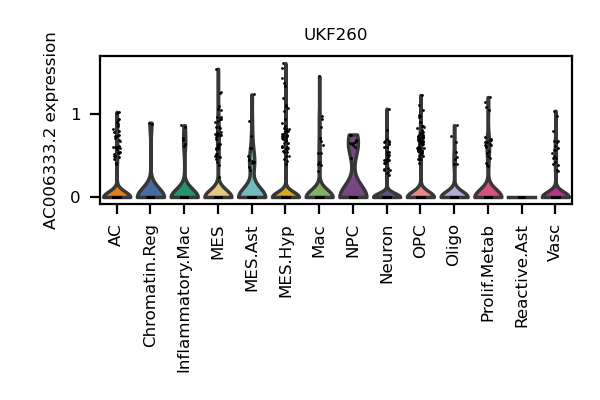 UKF260
AC006333.2 expression
1
0
AC
Chromatin.Reg
Inflammatory.Mac
MES
MES.Ast
MES.Hyp
Mac
NPC
Neuron
OPC
Oligo
Prolif.Metab
Reactive.Ast
Vasc